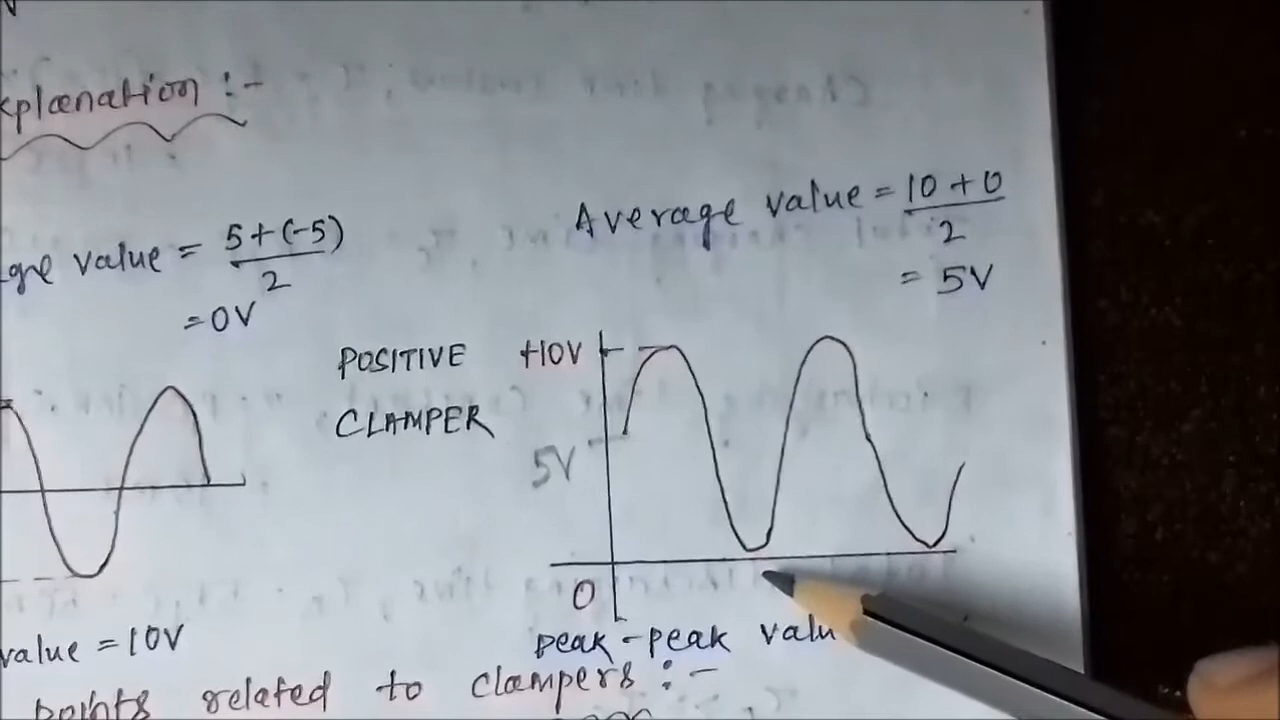 xplanation :-
Average value = 10 + 0
2
= 5V
ge value = 5+(-5)
2
= 0V
POSITIVE
CLAMPER
+10V
5V
0
value = 10V
peak - peak valu
points related to clampers :-